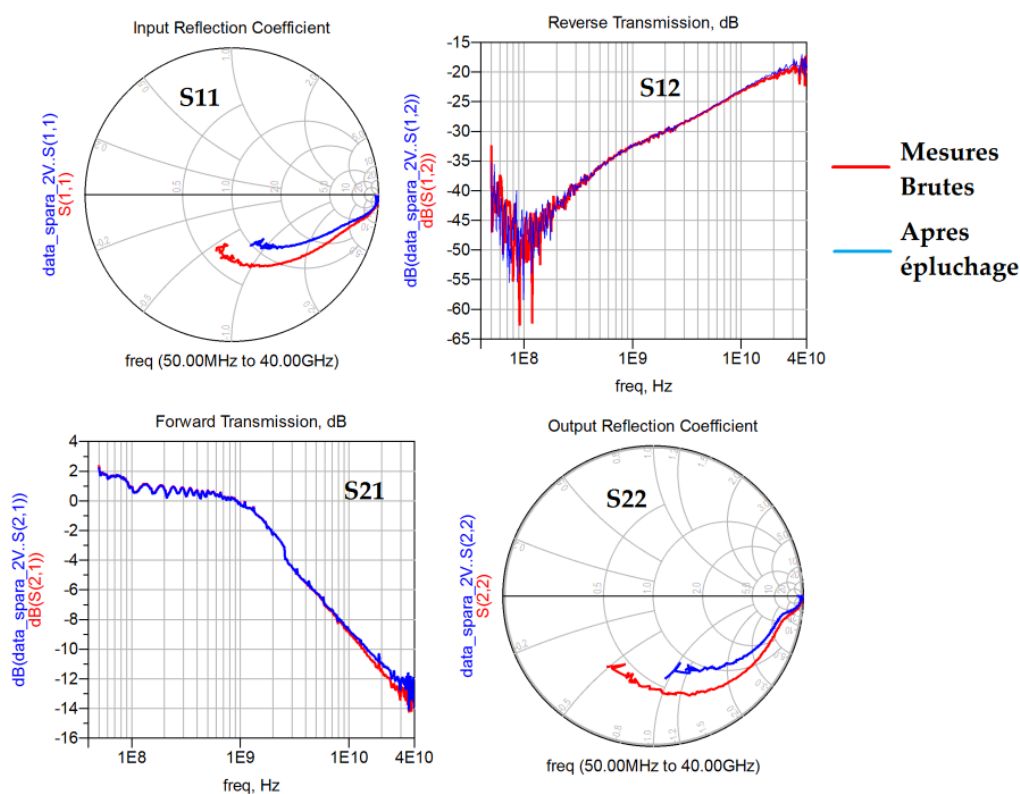 Input Reflection Coefficient
S11
data_spara_2V..S(1,1)
S(1,1)
freq (50.00MHz to 40.00GHz)
Reverse Transmission, dB
S12
dB(data_spara_2V..S(1,2))
dB(S(1,2))
-15
-20
-25
-30
-35
-40
-45
-50
-55
-60
-65
1E8
1E9
1E10
4E10
freq, Hz
Mesures
Brutes
Apres
épluchage
Forward Transmission, dB
S21
dB(data_spara_2V..S(2,1))
dB(S(2,1))
4
2
0
-2
-4
-6
-8
-10
-12
-14
-16
1E8
1E9
1E10
4E10
freq, Hz
Output Reflection Coefficient
S22
data_spara_2V..S(2,2)
S(2,2)
freq (50.00MHz to 40.00GHz)